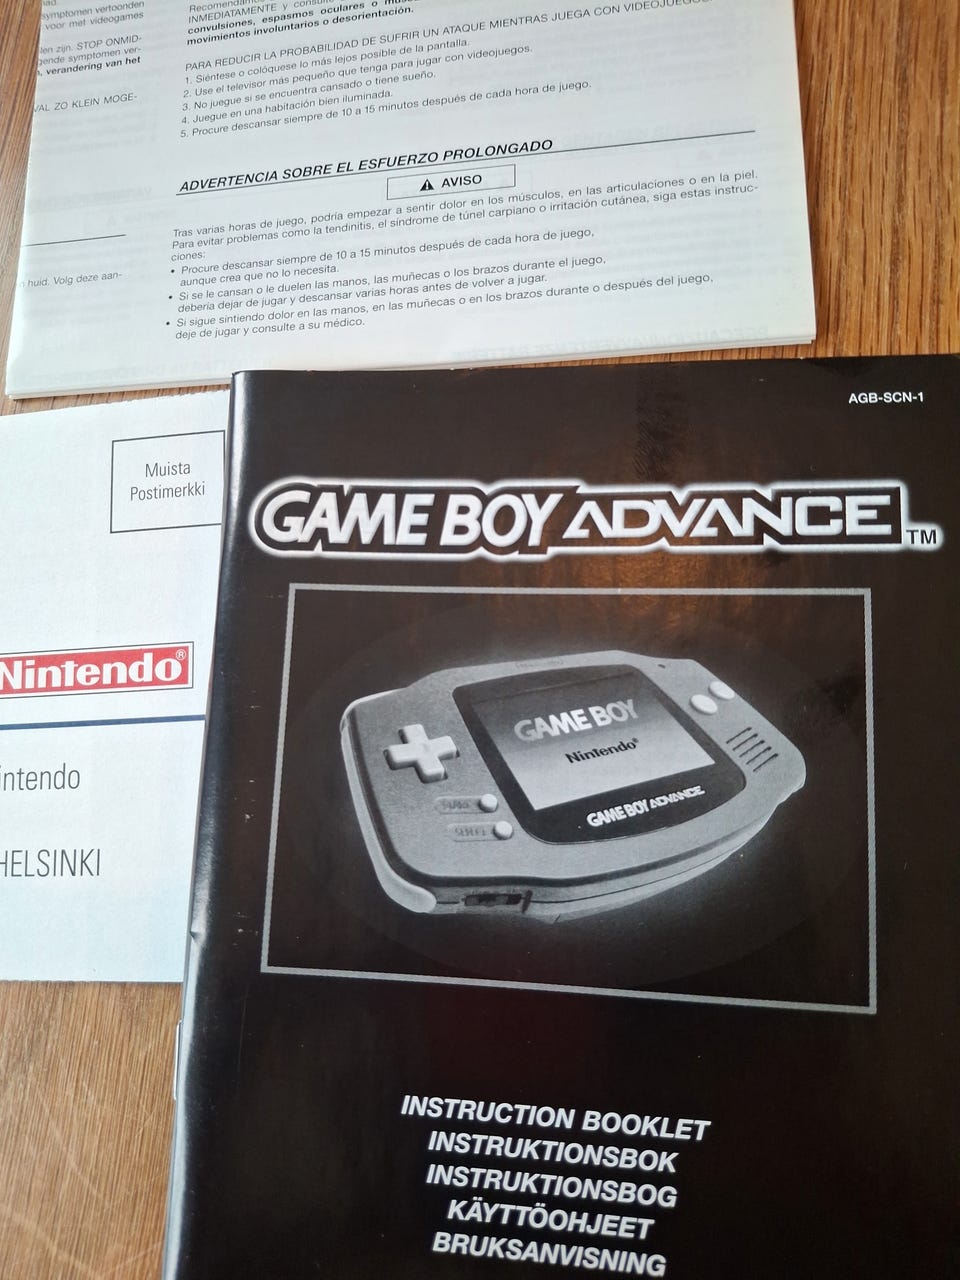 symptomen vertoonden
voor met videogames
len zijn. STOP ONMID-
symptomen ver-
verandering van het
ZO KLEIN MOGE-
huid. Volg deze aan-
INMEDIATAMENTE y
convulsiones, espasmos oculares o
movimientos involuntarios o desorientación.
PARA REDUCIR LA PROBABILIDAD DE SUFRIR UN ATAQUE MIENTRAS JUEGA CON VIDEOJUEGOS
1. Siéntese o colóquese lo más lejos posible de la pantalla.
2. Use el televisor más pequeño que tenga para jugar con videojuegos.
3. No juegue si se encuentra cansado o tiene sueño.
4. Juegue en una habitación bien iluminada.
5. Procure descansar siempre de 10 a 15 minutos después de cada hora de juego.
ADVERTENCIA SOBRE EL ESFUERZO PROLONGADO
AVISO
Tras varias horas de juego, podría empezar a sentir dolor en los músculos, en las articulaciones o en la piel.
Para evitar problemas como la tendinitis, el síndrome de túnel carpiano o irritación cutánea, siga estas instruc-
ciones:
• Procure descansar siempre de 10 a 15 minutos después de cada hora de juego,
aunque crea que no lo necesita.
• Si se le cansan o le duelen las manos, las muñecas o los brazos durante el juego,
debería dejar de jugar y descansar varias horas antes de volver a jugar.
• Si sigue sintiendo dolor en las manos, en las muñecas o en los brazos durante o después del juego,
deje de jugar y consulte a su médico.
Muista
Postimerkki
Nintendo®
intendo
HELSINKI
AGB-SCN-1
GAME BOY ADVANCE™
GAME BOY
Nintendo®
GAME BOY ADVANCE
START
SELECT
INSTRUCTION BOOKLET
INSTRUKTIONSBOK
INSTRUKTIONSBOG
KÄYTTÖOHJEET
BRUKSANVISNING